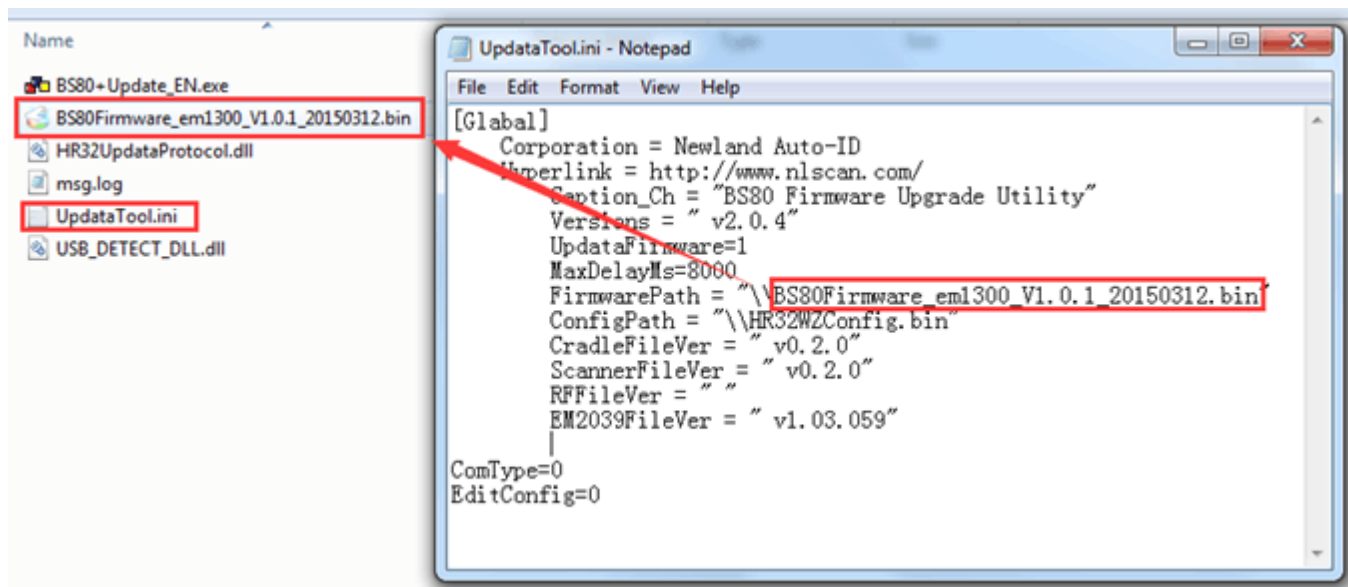 Name
BS80+Update_EN.exe
BS80Firmware_em1300_V1.0.1_20150312.bin
HR32UpdataProtocol.dll
msg.log
UpdataTool.ini
USB_DETECT_DLL.dll
UpdataTool.ini - Notepad
File Edit Format View Help
[Glabal]
Corporation = Newland Auto-ID
Hyperlink = http://www.nlscan.com/
Caption_Ch = "BS80 Firmware Upgrade Utility"
Versions = " v2.0.4"
UpdataFirmware=1
MaxDelayMs=8000
FirmwarePath = "\\BS80Firmware_em1300_V1.0.1_20150312.bin"
ConfigPath = "\\HR32WZConfig.bin"
CradleFileVer = " v0.2.0"
ScannerFileVer = " v0.2.0"
RFFileVer = " "
EM2039FileVer = " v1.03.059"
ComType=0
EditConfig=0